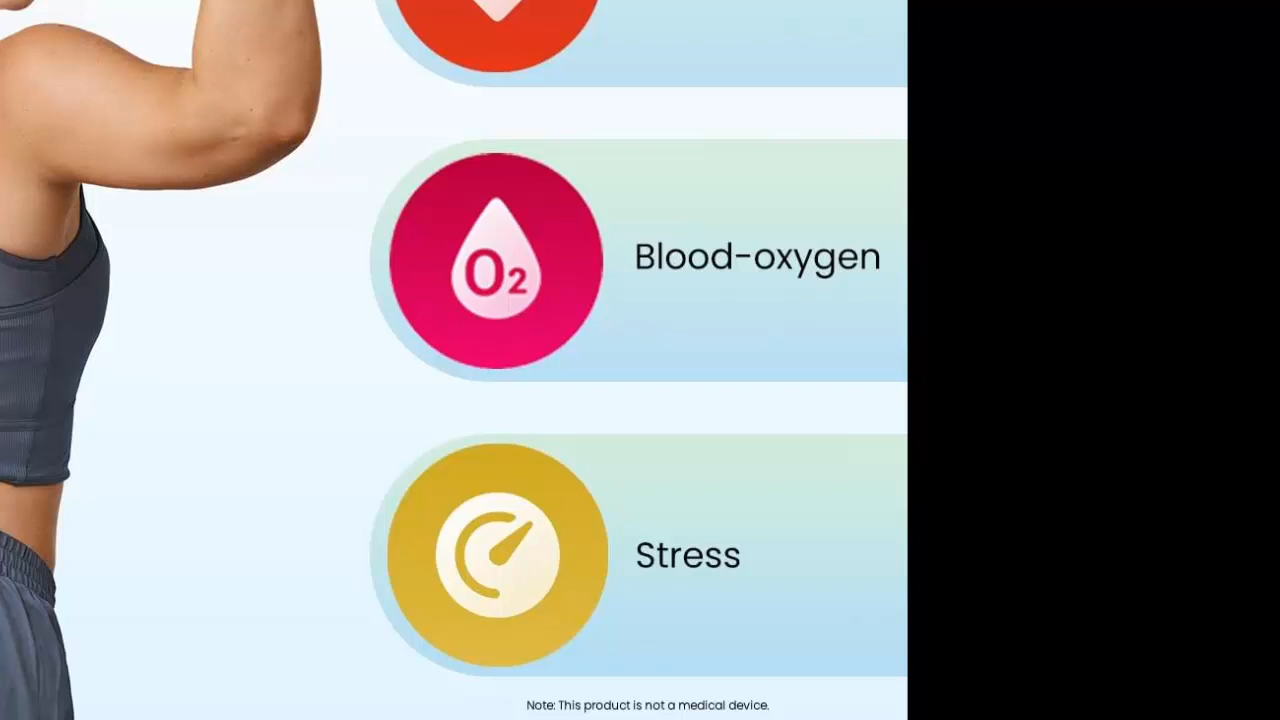 O2
Blood-oxygen
Stress
Note: This product is not a medical device.